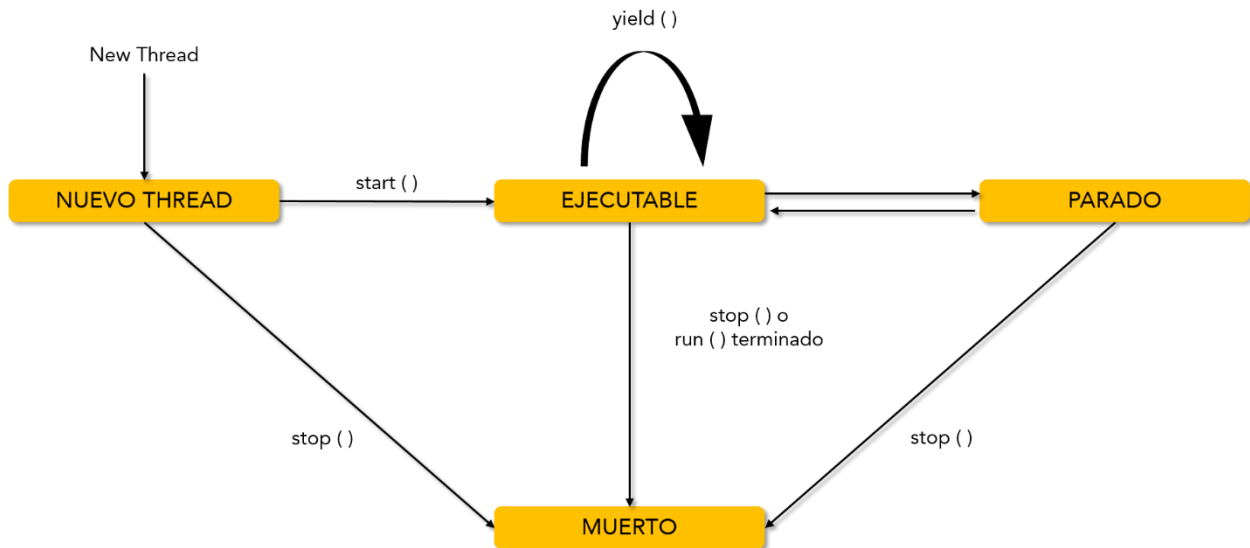 yield ( )
New Thread
NUEVO THREAD
start ( )
EJECUTABLE
PARADO
stop ( ) o
run ( ) terminado
stop ( )
stop ( )
MUERTO